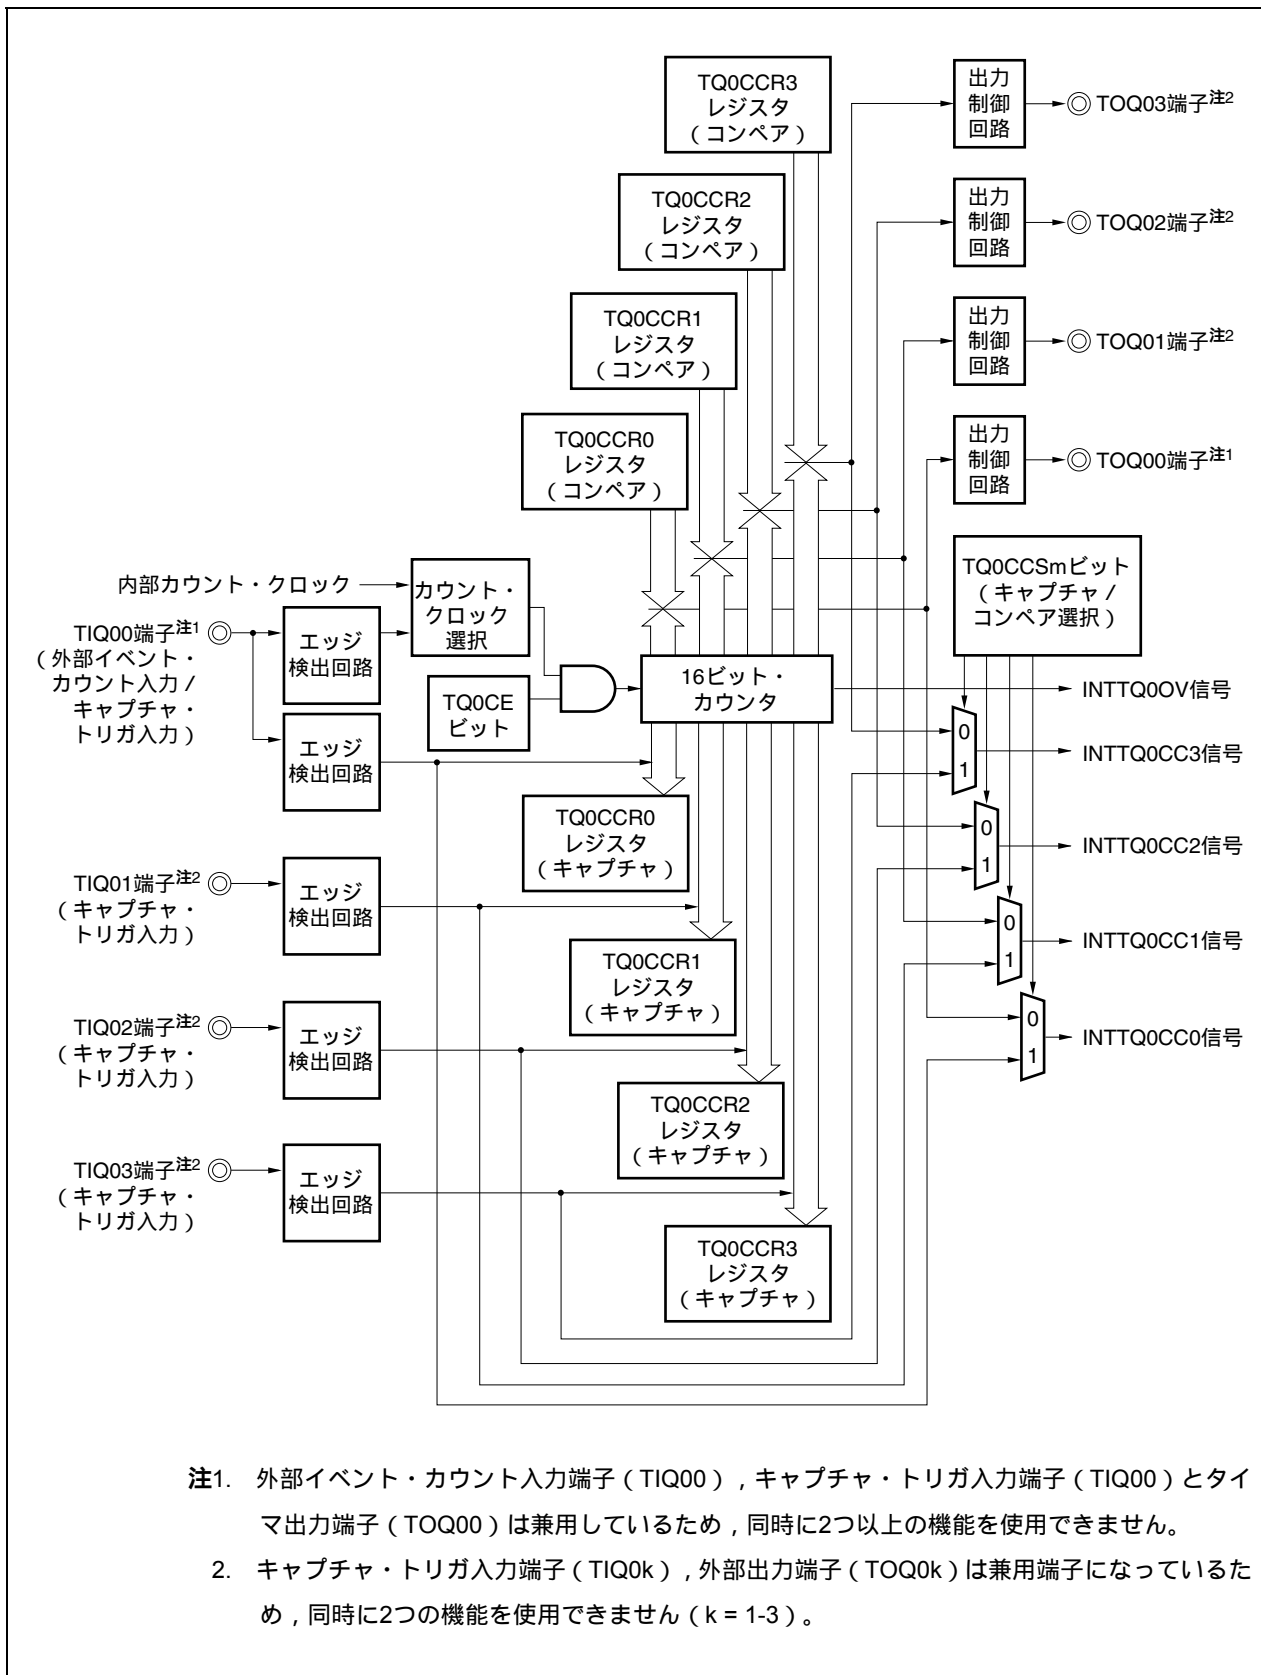 TQ0CCR3
レジスタ
（コンペア）
出力
制御
回路
TOQ03端子注2
TQ0CCR2
レジスタ
（コンペア）
出力
制御
回路
TOQ02端子注2
TQ0CCR1
レジスタ
（コンペア）
出力
制御
回路
TOQ01端子注2
TQ0CCR0
レジスタ
（コンペア）
出力
制御
回路
TOQ00端子注1
TQ0CCSmビット
（キャプチャ／
コンペア選択）
内部カウント・クロック
カウント・
クロック
選択
TIQ00端子注1
（外部イベント・
カウント入力／
キャプチャ・
トリガ入力）
エッジ
検出回路
TQ0CE
ビット
16ビット・
カウンタ
INTTQ0OV信号
エッジ
検出回路
0
1
INTTQ0CC3信号
TQ0CCR0
レジスタ
（キャプチャ）
0
1
INTTQ0CC2信号
TIQ01端子注2
（キャプチャ・
トリガ入力）
エッジ
検出回路
TQ0CCR1
レジスタ
（キャプチャ）
0
1
INTTQ0CC1信号
TIQ02端子注2
（キャプチャ・
トリガ入力）
エッジ
検出回路
0
1
INTTQ0CC0信号
TQ0CCR2
レジスタ
（キャプチャ）
TIQ03端子注2
（キャプチャ・
トリガ入力）
エッジ
検出回路
TQ0CCR3
レジスタ
（キャプチャ）
注1. 外部イベント・カウント入力端子（TIQ00），キャプチャ・トリガ入力端子（TIQ00）とタイ
マ出力端子（TOQ00）は兼用しているため，同時に2つ以上の機能を使用できません。
2. キャプチャ・トリガ入力端子（TIQ0k），外部出力端子（TOQ0k）は兼用端子になっているた
め，同時に2つの機能を使用できません（k = 1-3）。